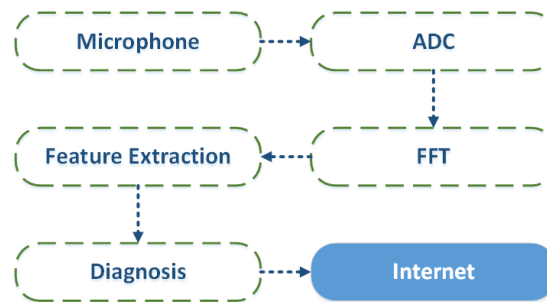 Microphone
ADC
FFT
Feature Extraction
Diagnosis
Internet